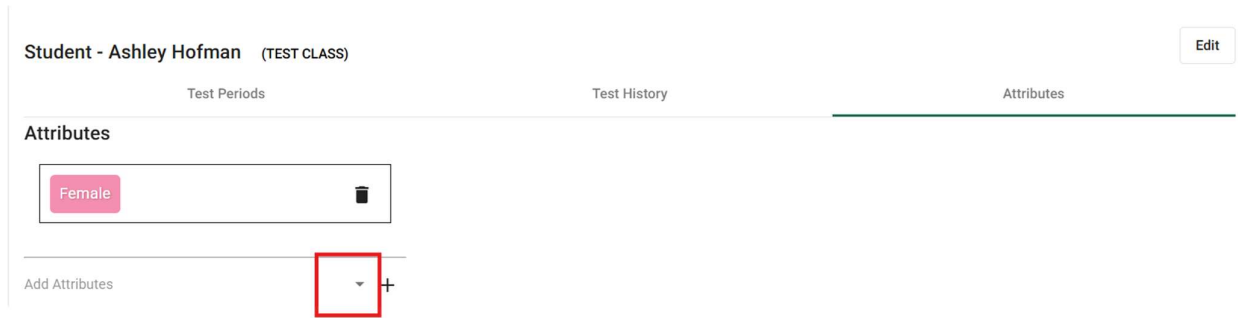 Student - Ashley Hofman (TEST CLASS)
Edit
Test Periods Test History Attributes
Attributes
Female
Add Attributes